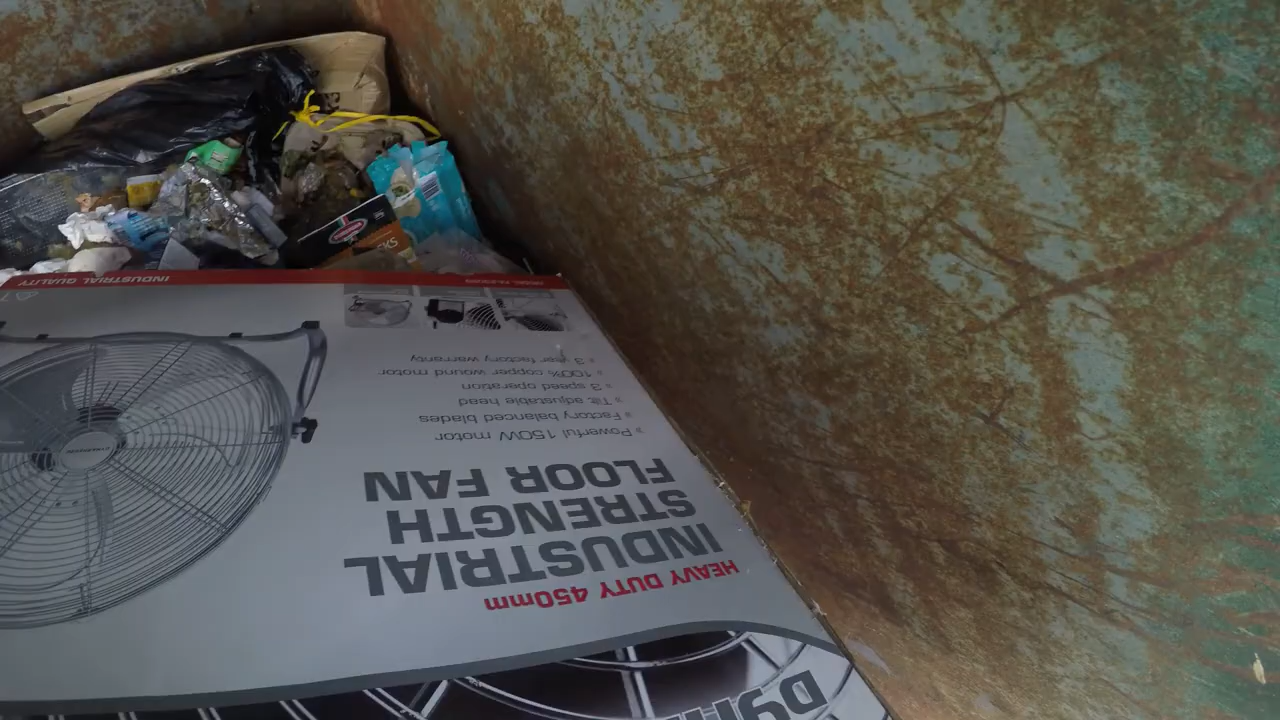 HEAVY DUTY 450mm
INDUSTRIAL
STRENGTH
FLOOR FAN
» Powerful 150W motor
» Factory balanced blades
» Tilt adjustable head
» 3 speed operation
» 100% copper wound motor
» 3 year factory warranty
INDUSTRIAL QUALITY